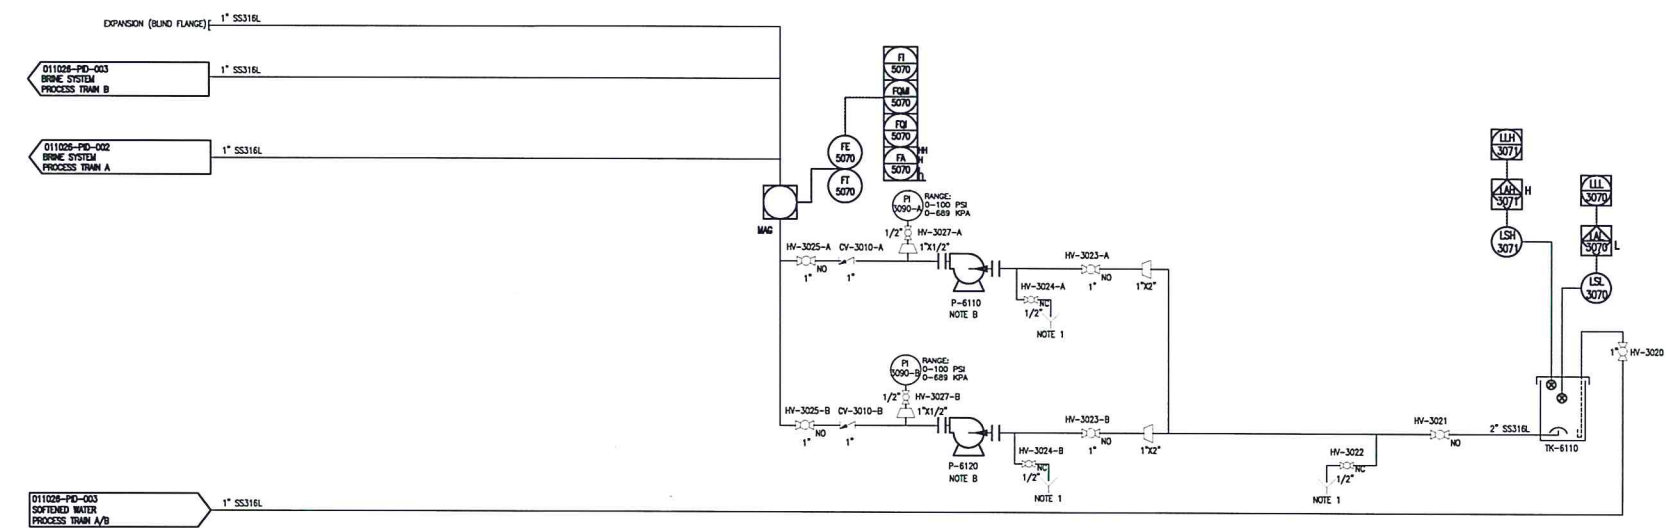 EXPANSION (BLIND FLANGE)
1" SS316L
011026-PID-003
BRINE SYSTEM
PROCESS TRAIN B
1" SS316L
011026-PID-002
BRINE SYSTEM
PROCESS TRAIN A
1" SS316L
FI
5070
FQMI
5070
FQI
5070
FA
5070
HH
H
L
FE
5070
FT
5070
MAG
PI
3090-A
RANGE:
0-100 PSI
0-689 KPA
1/2"
HV-3027-A
1"X1/2"
HV-3025-A
NO
1"
CV-3010-A
1"
P-6110
NOTE B
HV-3024-A
NC
1/2"
NOTE 1
HV-3023-A
NO
1"
1"X2"
PI
3090-B
RANGE:
0-100 PSI
0-689 KPA
1/2"
HV-3027-B
1"X1/2"
HV-3025-B
NO
1"
CV-3010-B
1"
P-6120
NOTE B
HV-3024-B
NC
1/2"
NOTE 1
HV-3023-B
NO
1"
1"X2"
HV-3022
NC
1/2"
NOTE 1
HV-3021
NO
2" SS316L
TK-6110
LLH
3071
LAH
3071
H
LSH
3071
LLL
3070
LAL
3070
L
LSL
3070
1"
HV-3020
011026-PID-003
SOFTENED WATER
PROCESS TRAIN A/B
1" SS316L